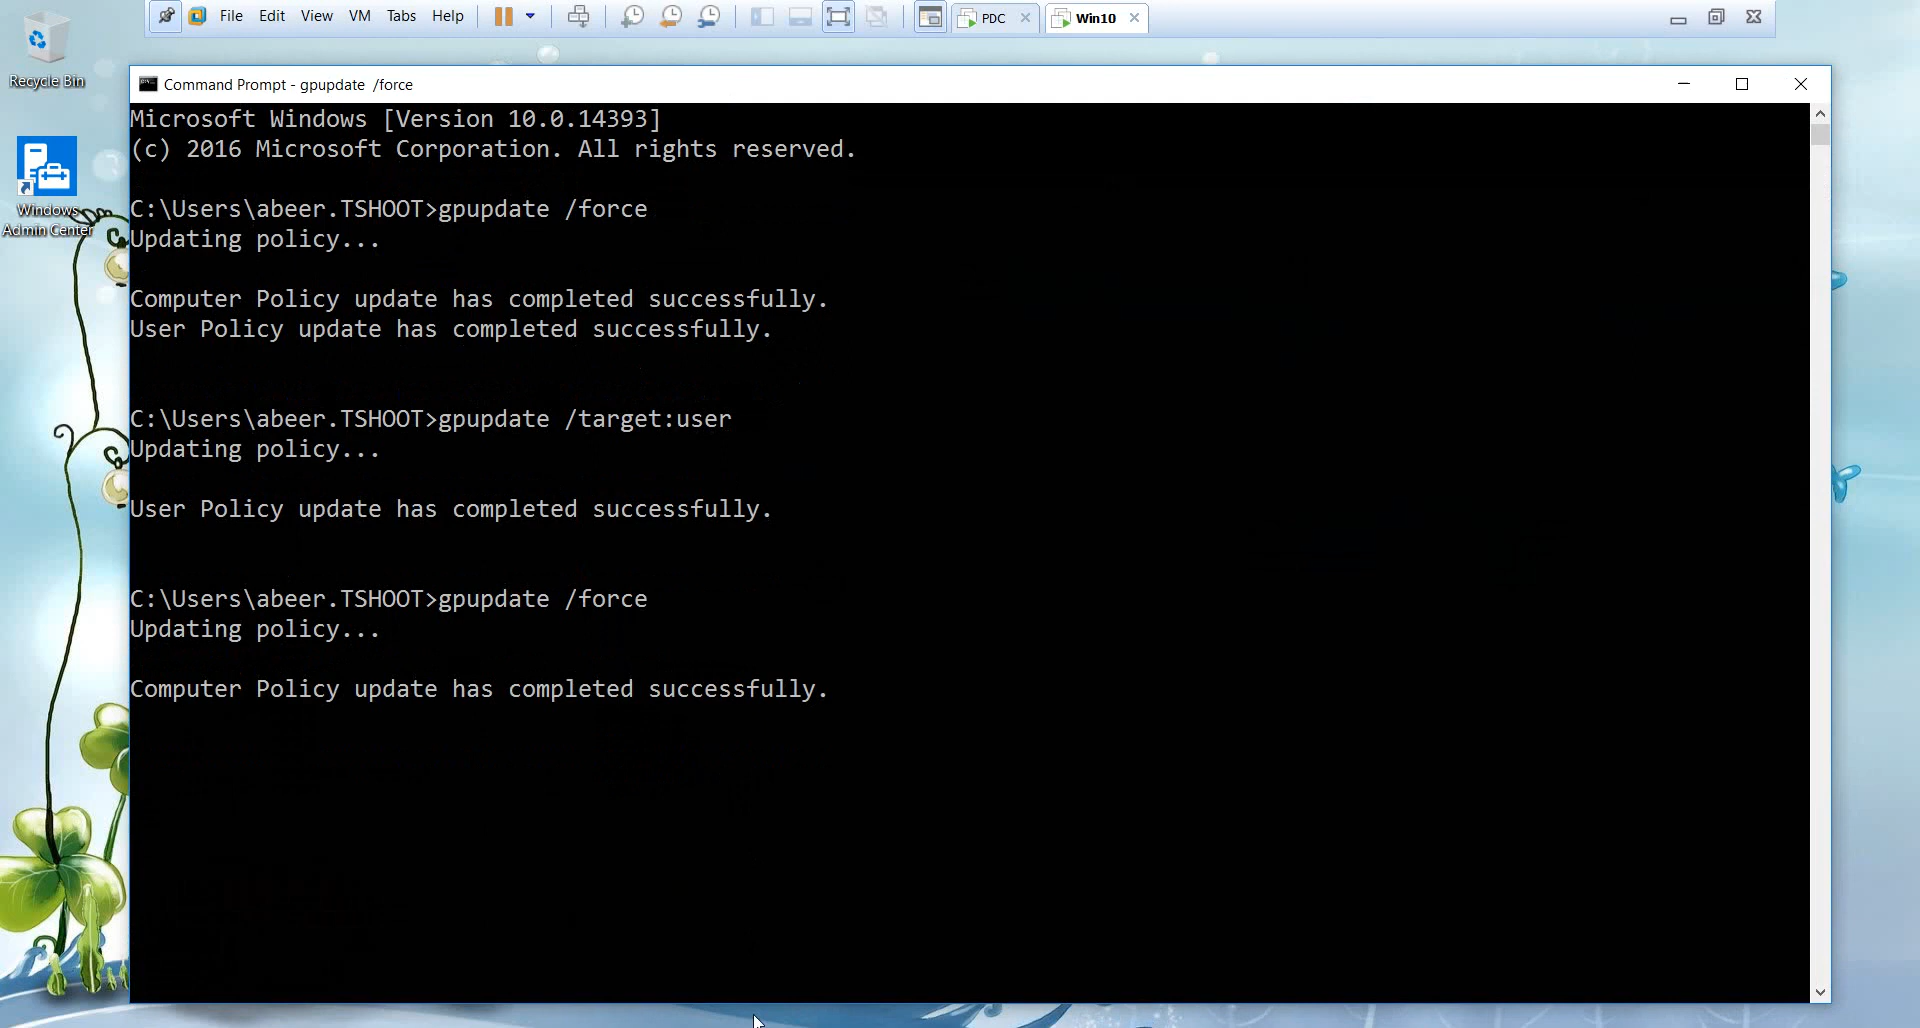 File Edit View VM Tabs Help PDC Win10
Recycle Bin
Windows
Admin Center
Command Prompt - gpupdate /force
Microsoft Windows [Version 10.0.14393]
(c) 2016 Microsoft Corporation. All rights reserved.
C:\Users\abeer.TSHOOT>gpupdate /force
Updating policy...
Computer Policy update has completed successfully.
User Policy update has completed successfully.
C:\Users\abeer.TSHOOT>gpupdate /target:user
Updating policy...
User Policy update has completed successfully.
C:\Users\abeer.TSHOOT>gpupdate /force
Updating policy...
Computer Policy update has completed successfully.